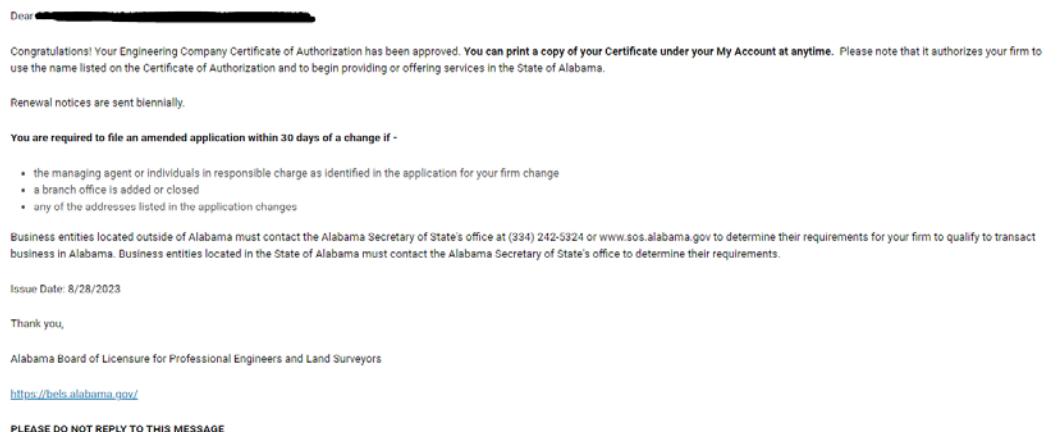 Dear
Congratulations! Your Engineering Company Certificate of Authorization has been approved. You can print a copy of your Certificate under your My Account at anytime. Please note that it authorizes your firm to
use the name listed on the Certificate of Authorization and to begin providing or offering services in the State of Alabama.
Renewal notices are sent biennially.
You are required to file an amended application within 30 days of a change if -
• the managing agent or individuals in responsible charge as identified in the application for your firm change
• a branch office is added or closed
• any of the addresses listed in the application changes
Business entities located outside of Alabama must contact the Alabama Secretary of State's office at (334) 242-5324 or www.sos.alabama.gov to determine their requirements for your firm to qualify to transact
business in Alabama. Business entities located in the State of Alabama must contact the Alabama Secretary of State's office to determine their requirements.
Issue Date: 8/28/2023
Thank you,
Alabama Board of Licensure for Professional Engineers and Land Surveyors
https://bels.alabama.gov/
PLEASE DO NOT REPLY TO THIS MESSAGE